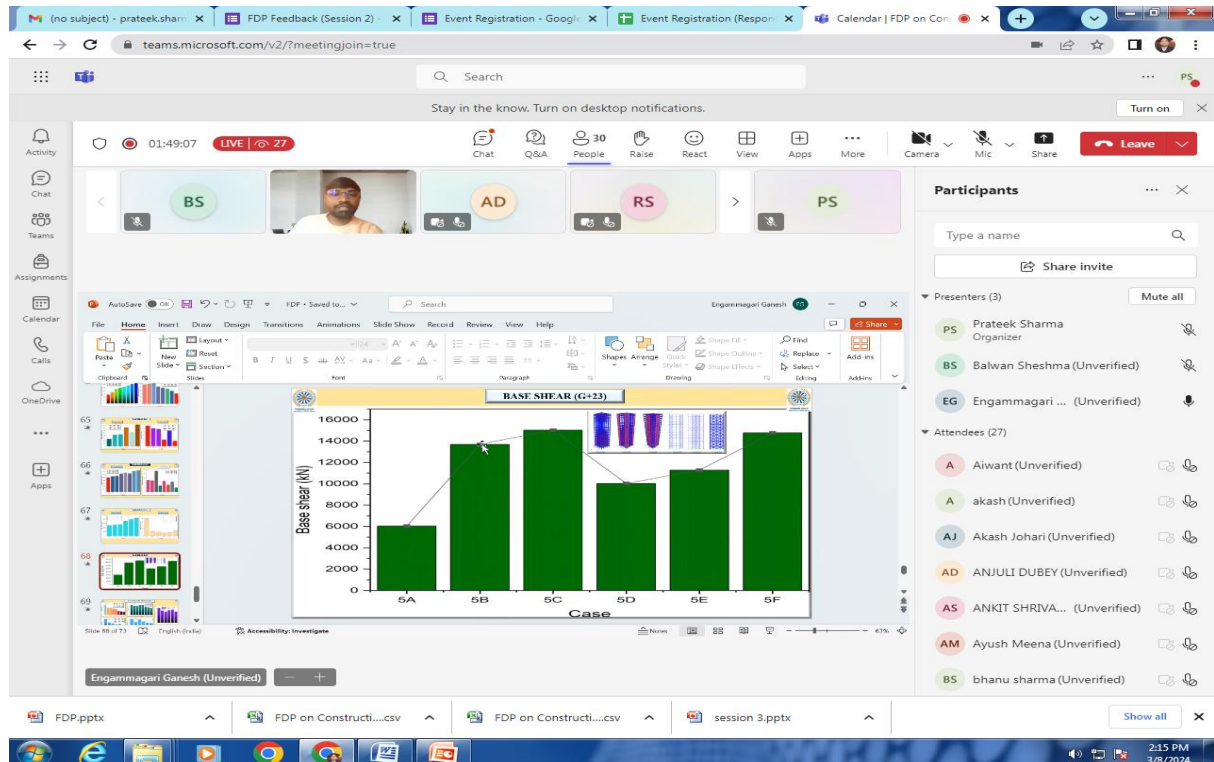 (no subject) - prateek.sharr
FDP Feedback (Session 2) -
Event Registration - Google
Event Registration (Respon
Calendar | FDP on Con
teams.microsoft.com/v2/?meetingjoin=true
Search
PS
Stay in the know. Turn on desktop notifications.
Turn on
Activity
Chat
Teams
Assignments
Calendar
Calls
OneDrive
Apps
01:49:07
LIVE 27
Chat
Q&A
30
People
Raise
React
View
Apps
More
Camera
Mic
Share
Leave
BS
AD
RS
PS
Participants
Type a name
Share invite
Presenters (3)
Mute all
PS Prateek Sharma
Organizer
BS Balwan Sheshma (Unverified)
EG Engammagari ... (Unverified)
Attendees (27)
A Aiwant (Unverified)
A akash (Unverified)
AJ Akash Johari (Unverified)
AD ANJULI DUBEY (Unverified)
AS ANKIT SHRIVA... (Unverified)
AM Ayush Meena (Unverified)
BS bhanu sharma (Unverified)
AutoSave Off
FDP • Saved to...
Search
Engammagari Ganesh EG
File Home Insert Draw Design Transitions Animations Slide Show Record Review View Help
Share
Paste
New Slide
Layout
Reset
Section
Shapes Arrange
Quick Styles
Shape Fill
Shape Outline
Shape Effects
Find
Replace
Select
Add-ins
Clipboard
Slides
Font
Paragraph
Drawing
Editing
Add-ins
65
66
67
68
69
BASE SHEAR (G+23)
Base shear (kN)
16000
14000
12000
10000
8000
6000
4000
2000
0
5A 5B 5C 5D 5E 5F
Case
Slide 68 of 73
English (India)
Accessibility: Investigate
Notes
63%
Engammagari Ganesh (Unverified)
FDP.pptx
FDP on Constructi....csv
FDP on Constructi....csv
session 3.pptx
Show all
2:15 PM
3/8/2024